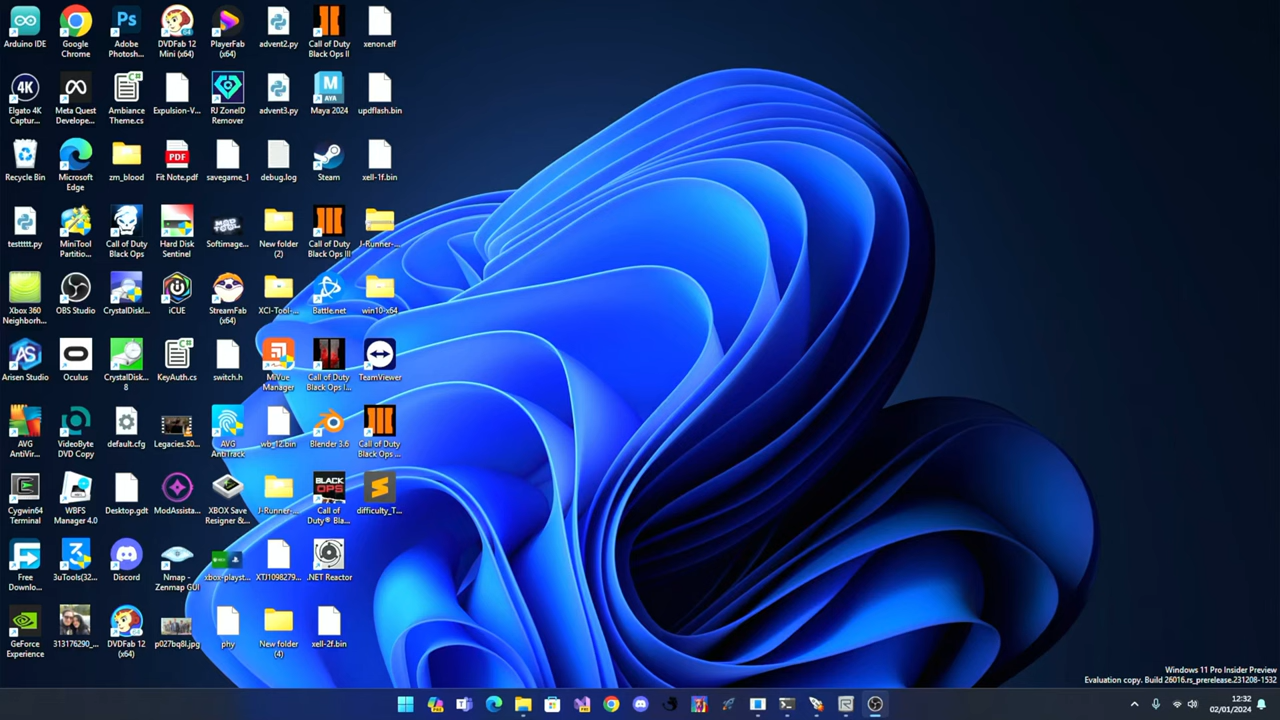 Arduino IDE
Google
Chrome
Adobe
Photosh...
DVDFab 12
Mini (x64)
PlayerFab
(x64)
advent2.py
Call of Duty
Black Ops II
xenon.elf
Elgato 4K
Captur...
Meta Quest
Develope...
Ambiance
Theme.cs
Expulsion-V...
RJ ZoneID
Remover
advent3.py
Maya 2024
updflash.bin
Recycle Bin
Microsoft
Edge
zm_blood
Fit Note.pdf
savegame_1
debug.log
Steam
xell-1f.bin
testtttt.py
MiniTool
Partitio...
Call of Duty
Black Ops
Hard Disk
Sentinel
Softimage...
New folder
(2)
Call of Duty
Black Ops III
J-Runner-...
Xbox 360
Neighborh...
OBS Studio
CrystalDiskI...
iCUE
StreamFab
(x64)
XCI-Tool-...
Battle.net
win10-x64
Arisen Studio
Oculus
CrystalDisk...
8
KeyAuth.cs
switch.h
MiVue
Manager
Call of Duty
Black Ops I...
TeamViewer
AVG
AntiVir...
VideoByte
DVD Copy
default.cfg
Legacies.S0...
AVG
AntiTrack
wb_12.bin
Blender 3.6
Call of Duty
Black Ops ...
Cygwin64
Terminal
WBFS
Manager 4.0
Desktop.gdt
ModAssista...
XBOX Save
Resigner &...
J-Runner-...
Call of
Duty® Bla...
difficulty_T...
Free
Downlo...
3uTools(32...
Discord
Nmap -
Zenmap GUI
xbox-playst...
XTJ1098279...
.NET Reactor
GeForce
Experience
313176290_...
DVDFab 12
(x64)
p027bq8l.jpg
phy
New folder
(4)
xell-2f.bin
Windows 11 Pro Insider Preview
Evaluation copy. Build 26016.rs_prerelease.231208-1532
12:32
02/01/2024